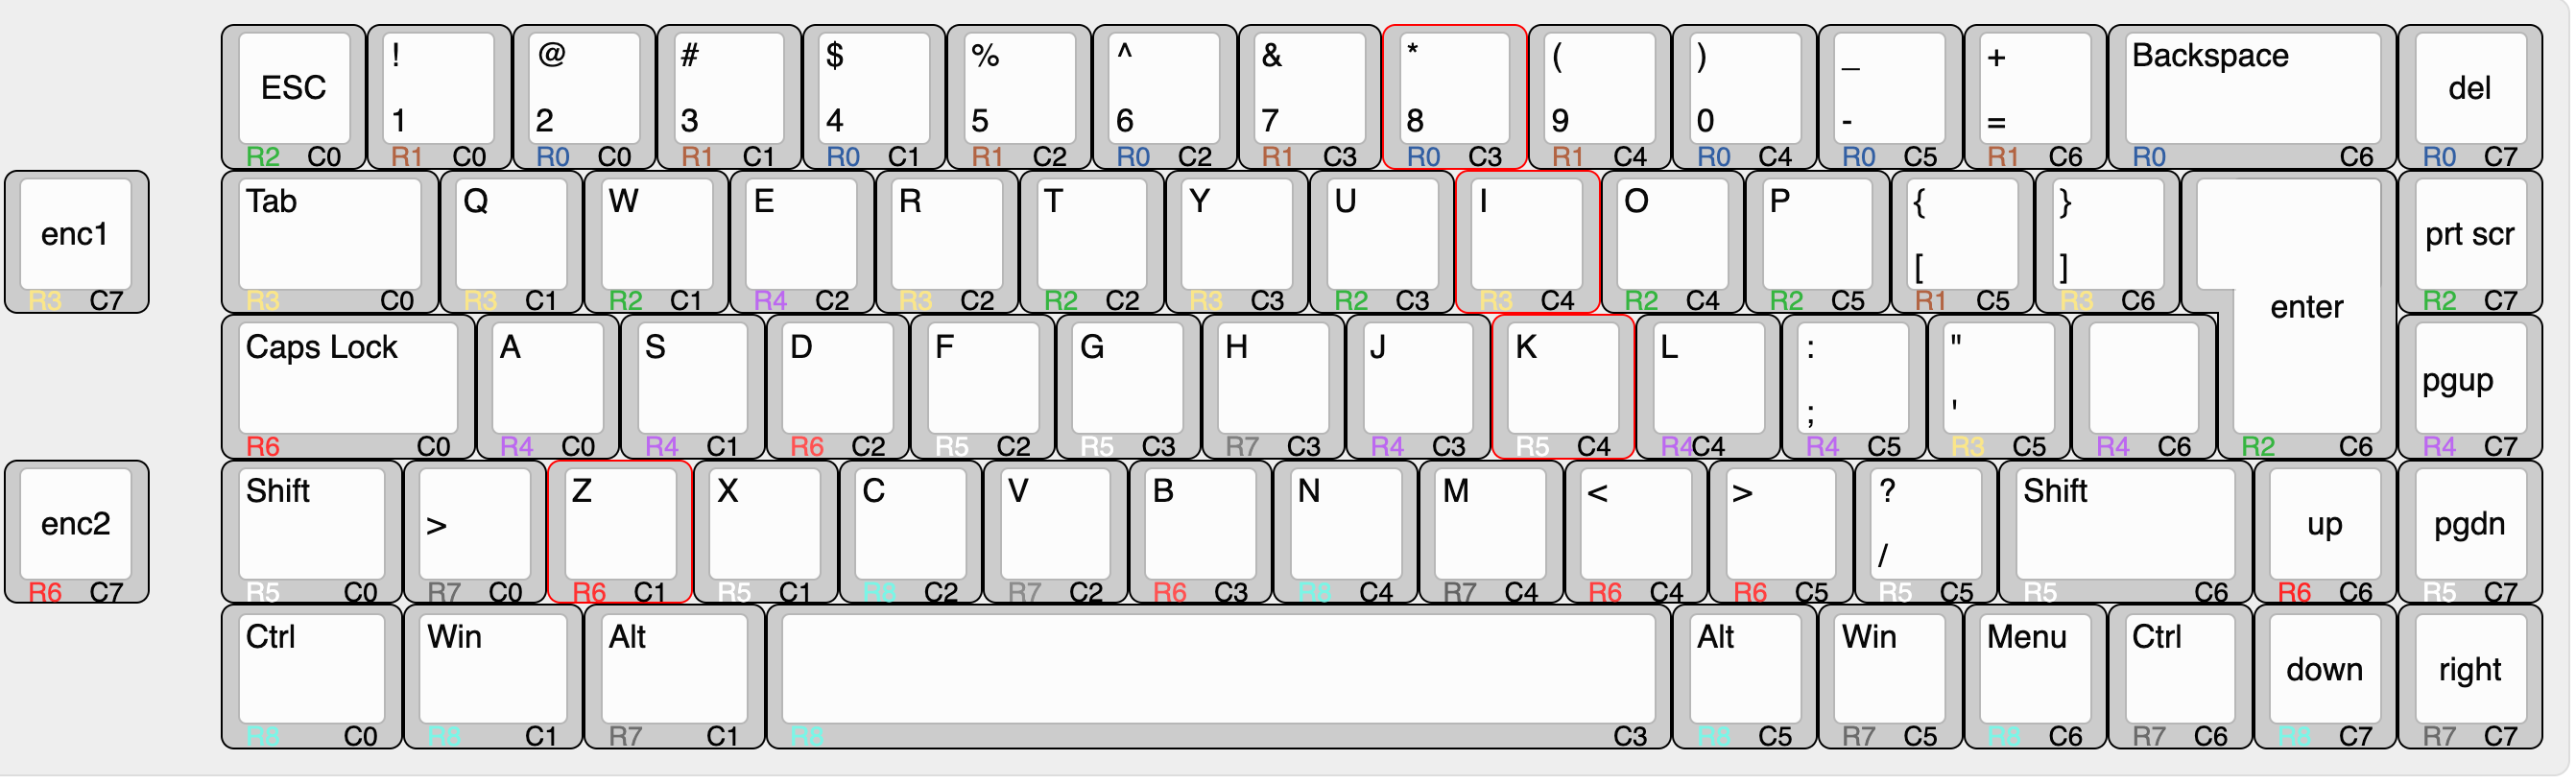 ESC ! @ # $ % ^ & * ( ) _ + Backspace del
1 2 3 4 5 6 7 8 9 0 - =
R2 C0 R1 C0 R0 C0 R1 C1 R0 C1 R1 C2 R0 C2 R1 C3 R0 C3 R1 C4 R0 C4 R0 C5 R1 C6 R0 C6 R0 C7
enc1 Tab Q W E R T Y U I O P { } prt scr
[ ] enter
R3 C7 R3 C0 R3 C1 R2 C1 R4 C2 R3 C2 R2 C2 R3 C3 R2 C3 R3 C4 R2 C4 R2 C5 R1 C5 R3 C6 R2 C7
Caps Lock A S D F G H J K L : " pgup
; '
R6 C0 R4 C0 R4 C1 R6 C2 R5 C2 R5 C3 R7 C3 R4 C3 R5 C4 R4C4 R4 C5 R3 C5 R4 C6 R2 C6 R4 C7
enc2 Shift > Z X C V B N M < > ? Shift up pgdn
/
R6 C7 R5 C0 R7 C0 R6 C1 R5 C1 R8 C2 R7 C2 R6 C3 R8 C4 R7 C4 R6 C4 R6 C5 R5 C5 R5 C6 R6 C6 R5 C7
Ctrl Win Alt Alt Win Menu Ctrl down right
R8 C0 R8 C1 R7 C1 R8 C3 R8 C5 R7 C5 R8 C6 R7 C6 R8 C7 R7 C7